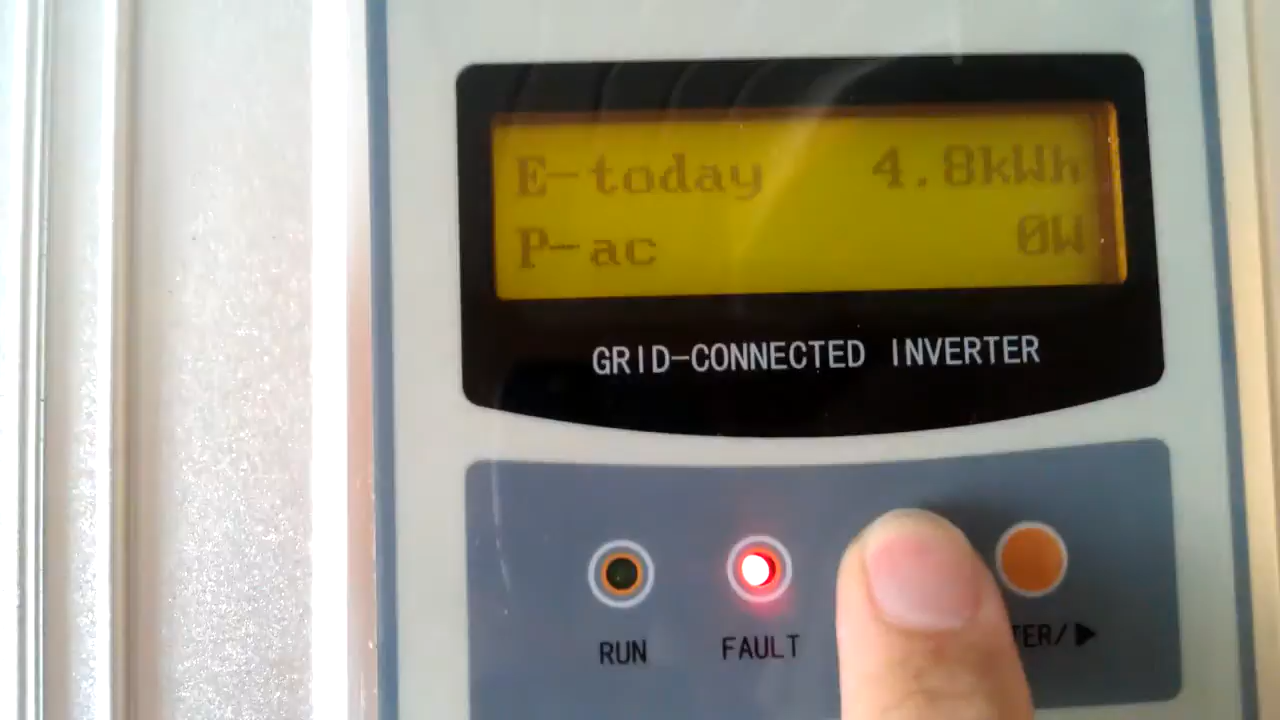 E-today 4.8kWh
P-ac 0W
GRID-CONNECTED INVERTER
RUN FAULT TER/▶